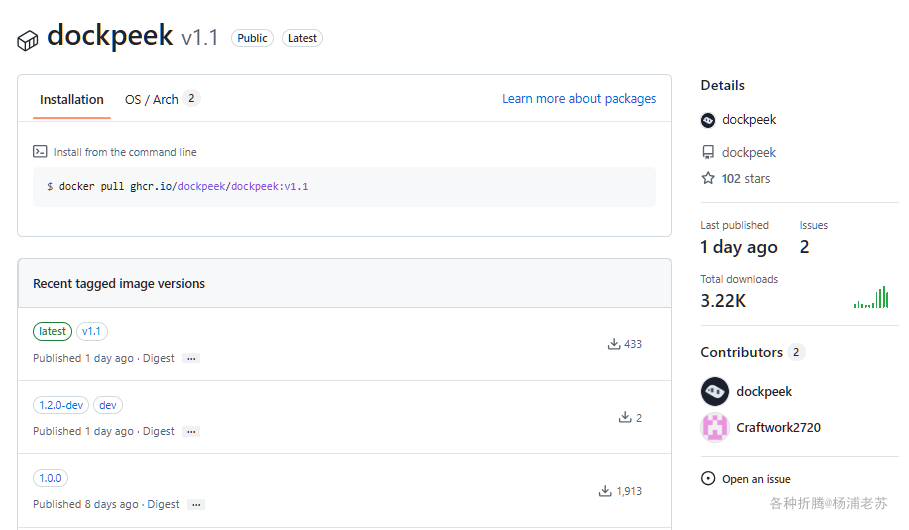 dockpeek v1.1 Public Latest
Installation OS / Arch 2 Learn more about packages
Install from the command line
$ docker pull ghcr.io/dockpeek/dockpeek:v1.1
Recent tagged image versions
latest v1.1
Published 1 day ago · Digest ···
433
1.2.0-dev dev
Published 1 day ago · Digest ···
2
1.0.0
Published 8 days ago · Digest ···
1,913
Details
dockpeek
dockpeek
102 stars
Last published Issues
1 day ago 2
Total downloads
3.22K
Contributors 2
dockpeek
Craftwork2720
Open an issue
各种折腾@杨浦老苏